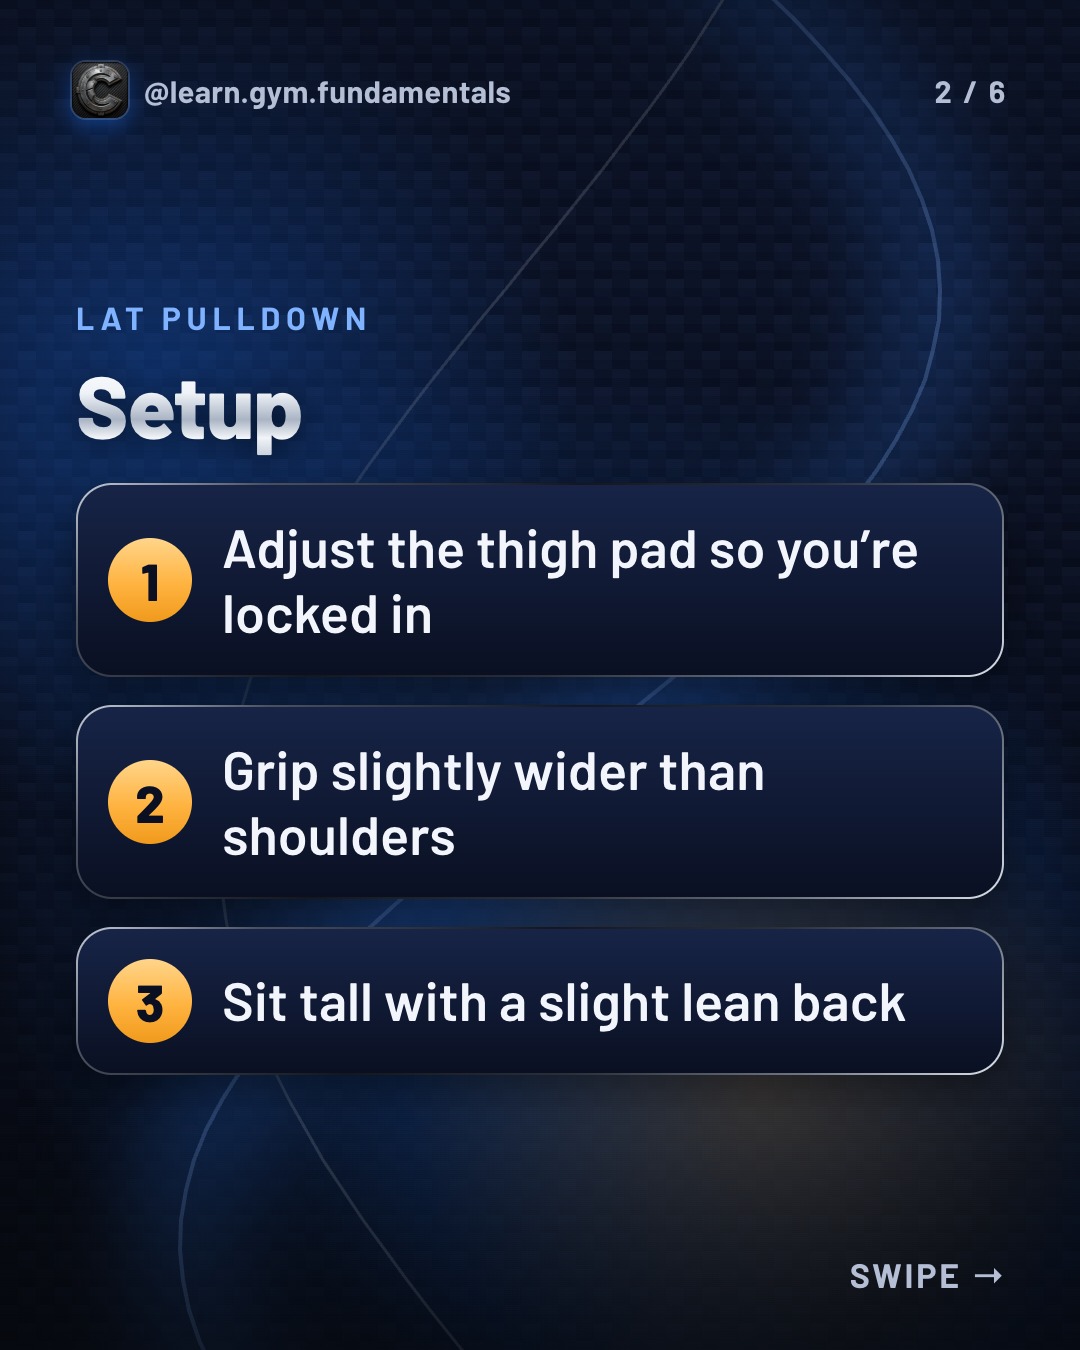 @learn.gym.fundamentals
2 / 6
LAT PULLDOWN
Setup
1
Adjust the thigh pad so you’re
locked in
2
Grip slightly wider than
shoulders
3
Sit tall with a slight lean back
SWIPE →